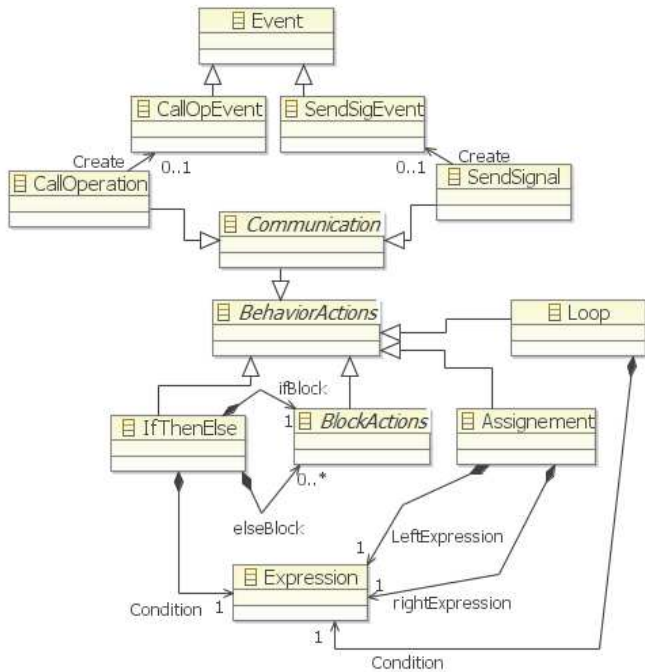 Event
CallOpEvent
SendSigEvent
Create
0..1
0..1
Create
CallOperation
SendSignal
Communication
BehaviorActions
Loop
ifBlock
IfThenElse
1
BlockActions
Assignement
0..*
elseBlock
LeftExpression
1
Expression
1
Condition
1
rightExpression
1
Condition